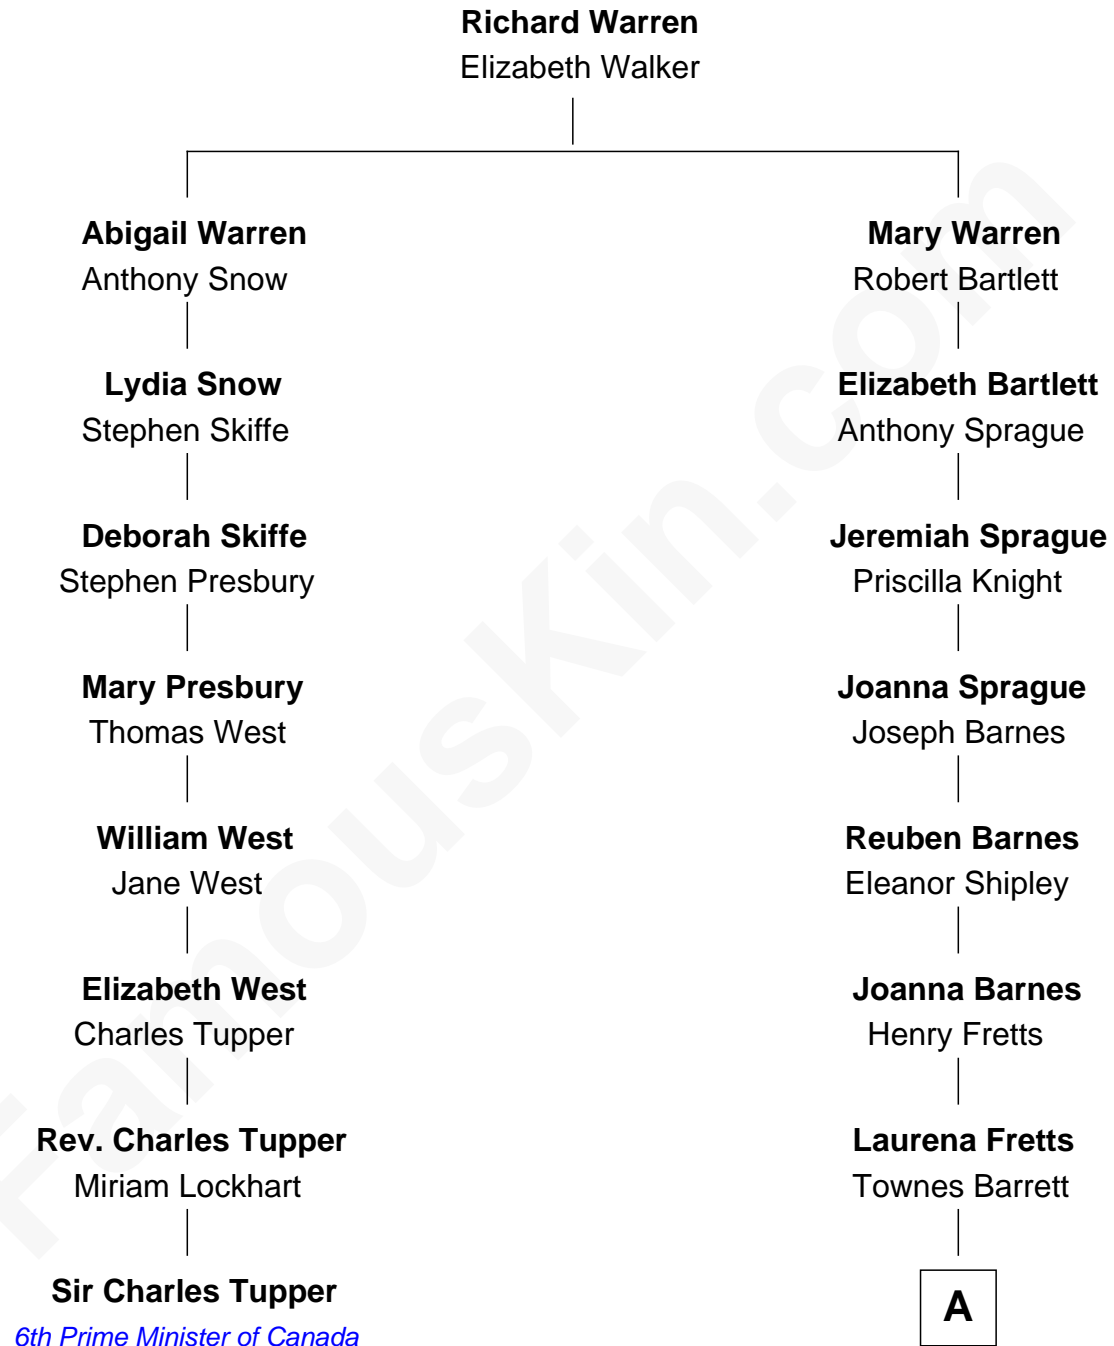 Richard Warren
Elizabeth Walker
Abigail Warren
Anthony Snow
Mary Warren
Robert Bartlett
Lydia Snow
Stephen Skiffe
Elizabeth Bartlett
Anthony Sprague
Deborah Skiffe
Stephen Presbury
Jeremiah Sprague
Priscilla Knight
Mary Presbury
Thomas West
Joanna Sprague
Joseph Barnes
William West
Jane West
Reuben Barnes
Eleanor Shipley
Elizabeth West
Charles Tupper
Joanna Barnes
Henry Fretts
Rev. Charles Tupper
Miriam Lockhart
Laurena Fretts
Townes Barrett
Sir Charles Tupper
6th Prime Minister of Canada
A
FamousKin.com